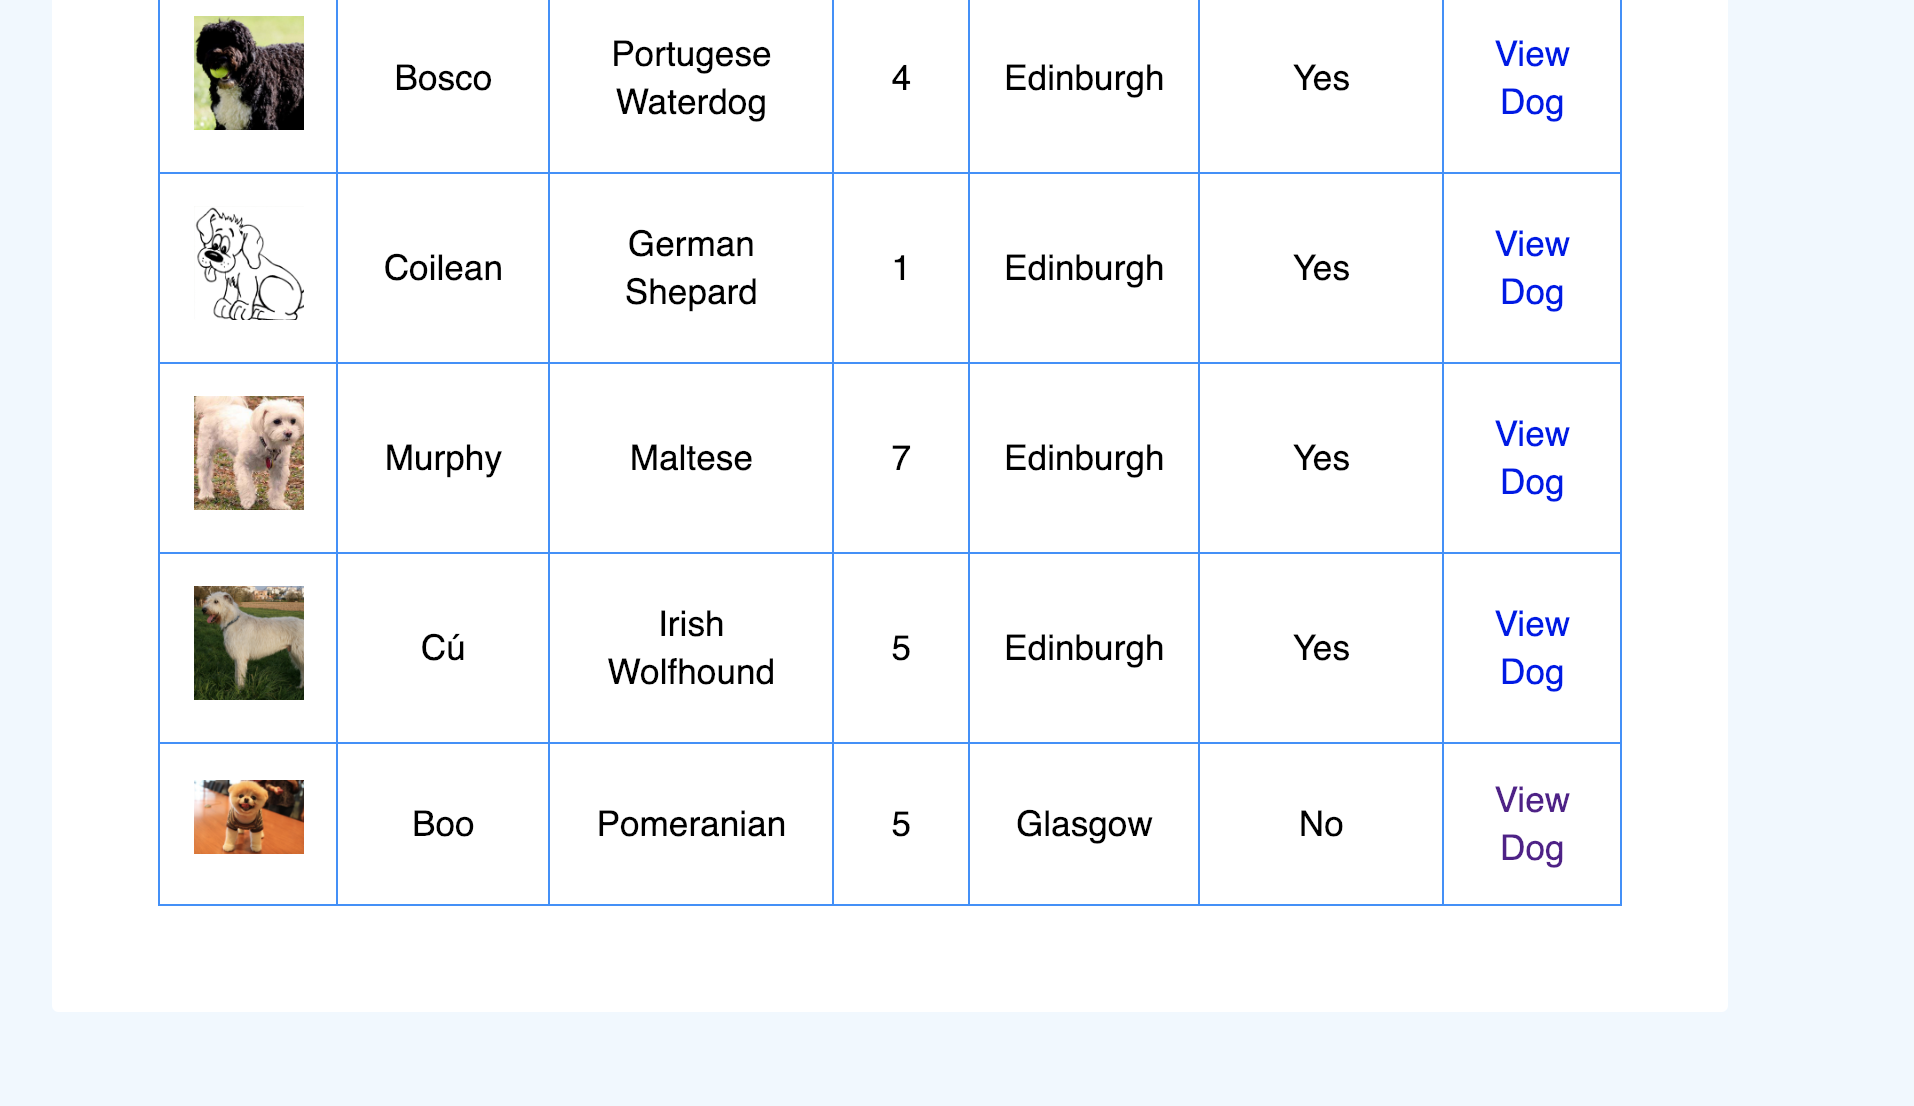 Bosco
Portugese
Waterdog
4
Edinburgh
Yes
View
Dog
Coilean
German
Shepard
1
Edinburgh
Yes
View
Dog
Murphy
Maltese
7
Edinburgh
Yes
View
Dog
Cú
Irish
Wolfhound
5
Edinburgh
Yes
View
Dog
Boo
Pomeranian
5
Glasgow
No
View
Dog